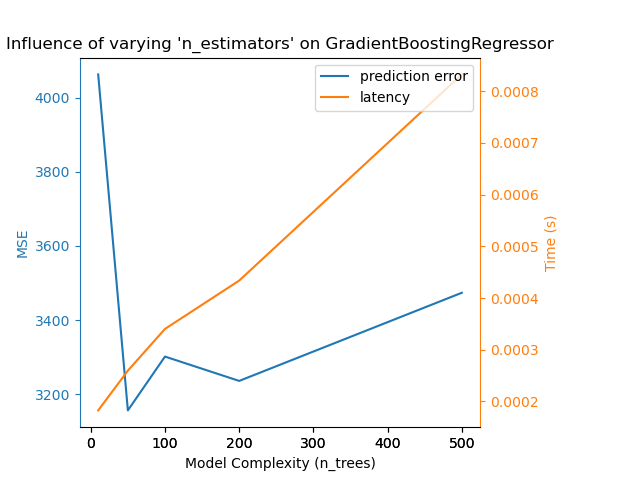 Influence of varying 'n_estimators' on GradientBoostingRegressor
prediction error
latency
MSE
4000
3800
3600
3400
3200
0.0008
0.0007
0.0006
0.0005
0.0004
0.0003
0.0002
Time (s)
0 100 200 300 400 500
Model Complexity (n_trees)